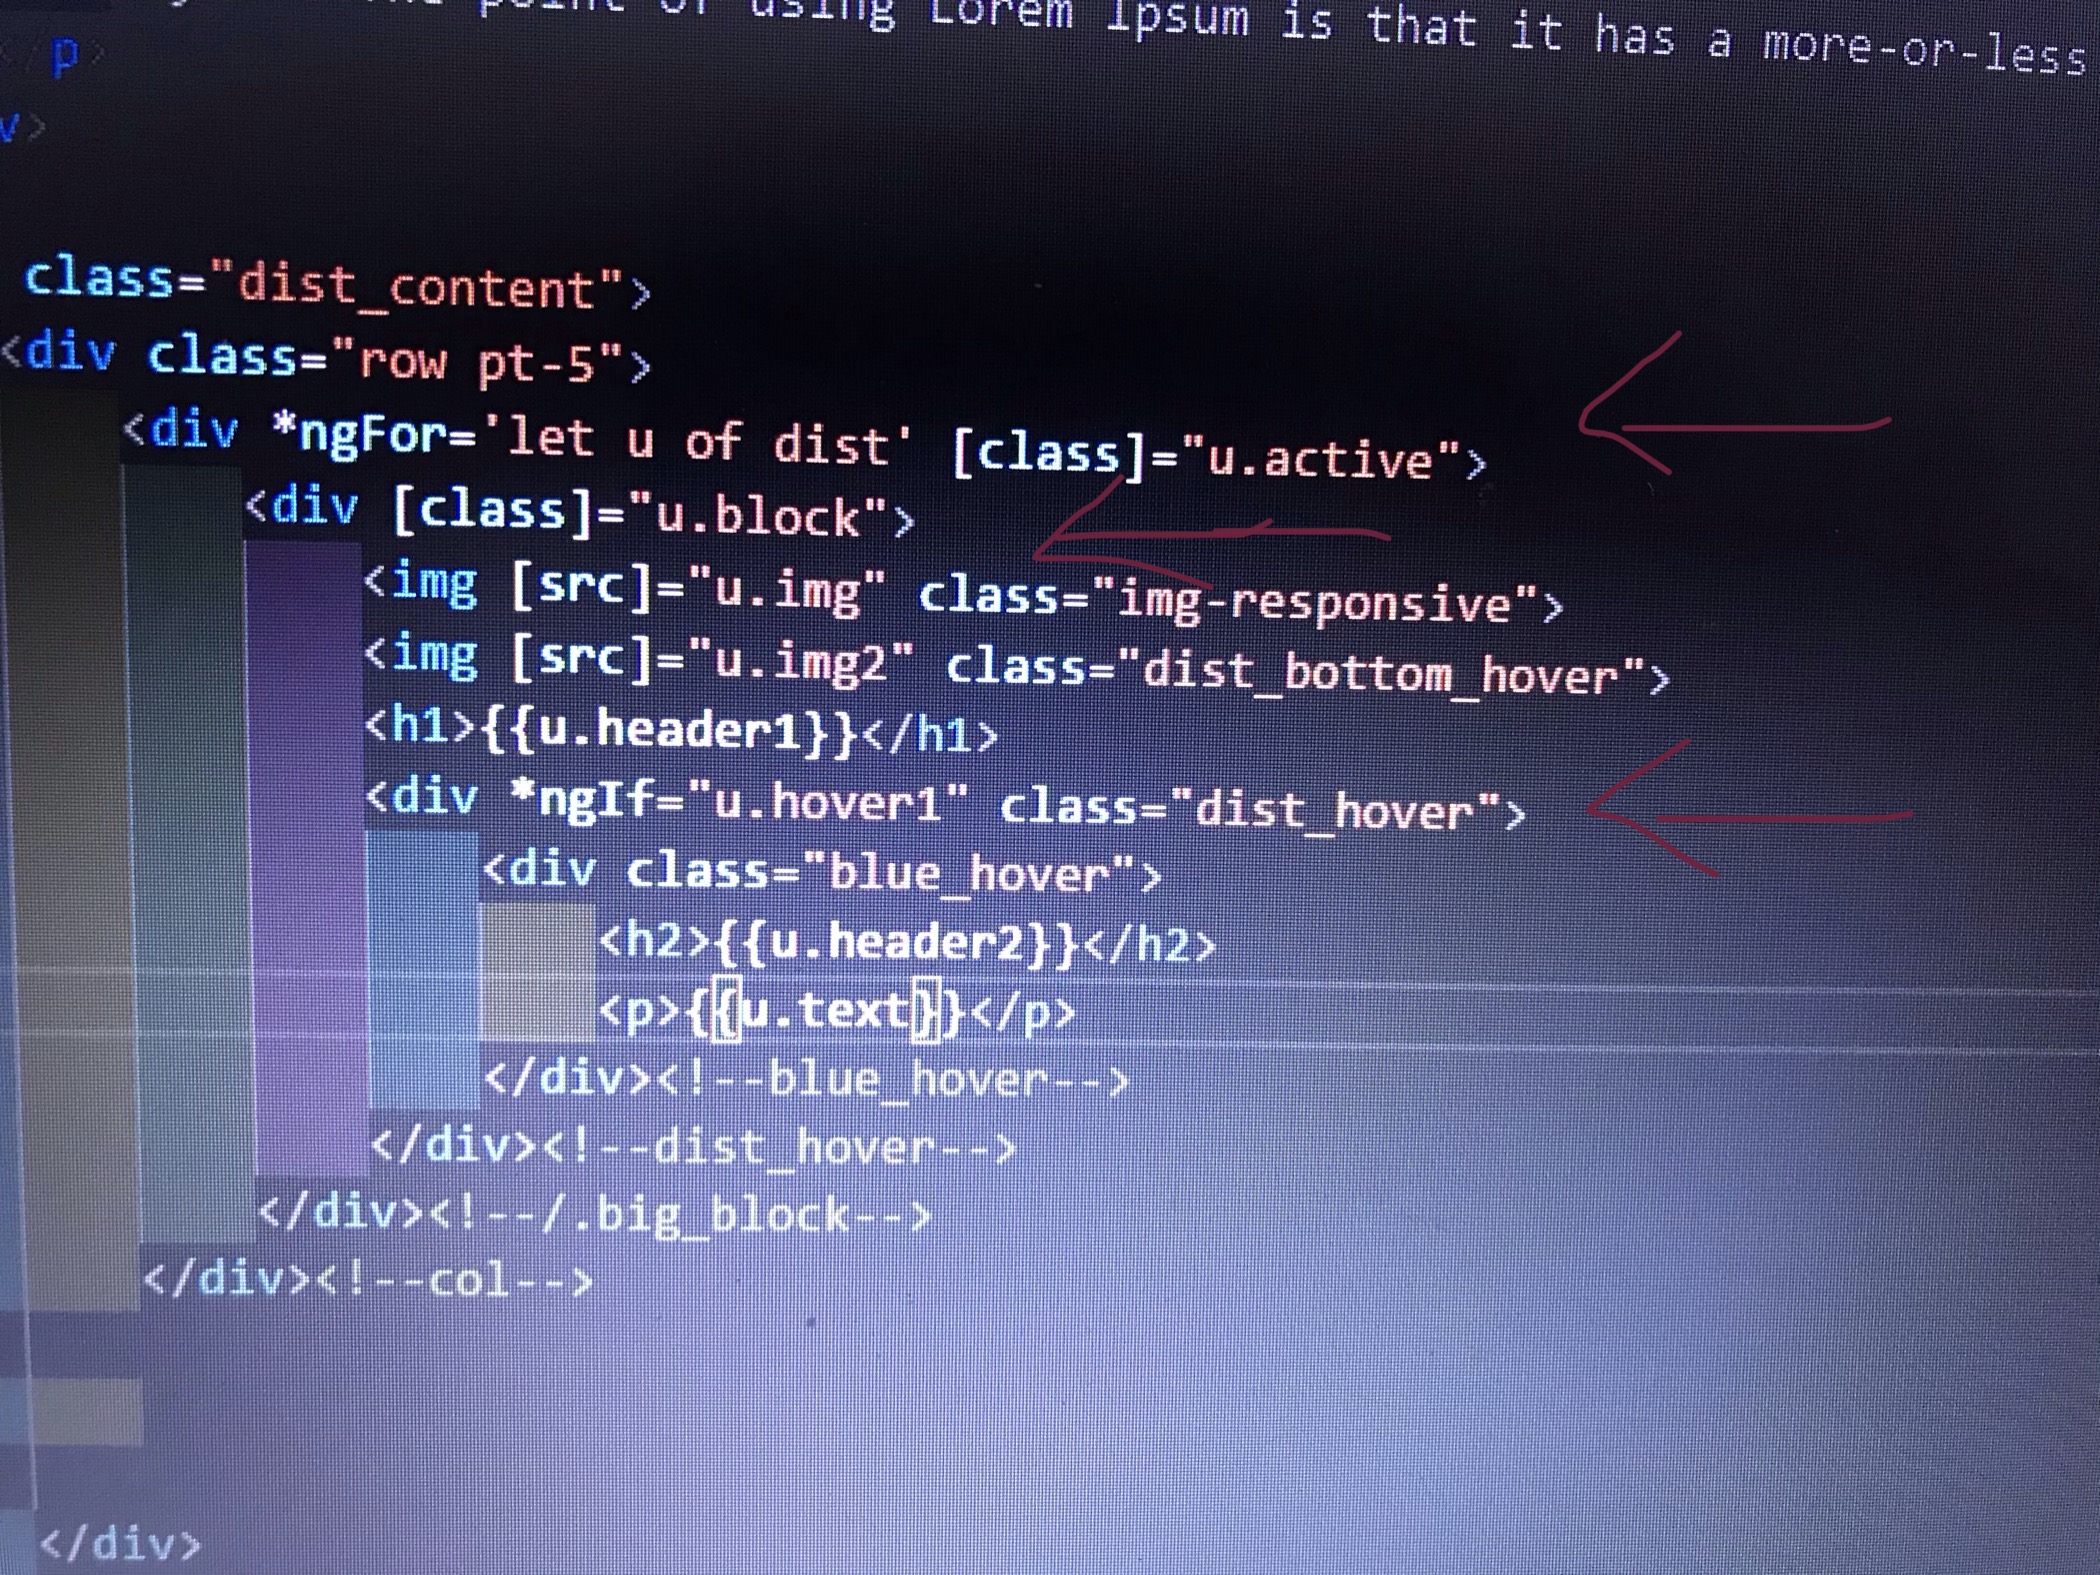 using Lorem Ipsum is that it has a more-or-less
</p>
v>
class="dist_content">
<div class="row pt-5">
<div *ngFor='let u of dist' [class]="u.active">
<div [class]="u.block">
<img [src]="u.img" class="img-responsive">
<img [src]="u.img2" class="dist_bottom_hover">
<h1>{{u.header1}}</h1>
<div *ngIf="u.hover1" class="dist_hover">
<div class="blue_hover">
<h2>{{u.header2}}</h2>
<p>{{u.text}}</p>
</div><!--blue_hover-->
</div><!--dist_hover-->
</div><!--/.big_block-->
</div><!--col-->
</div>